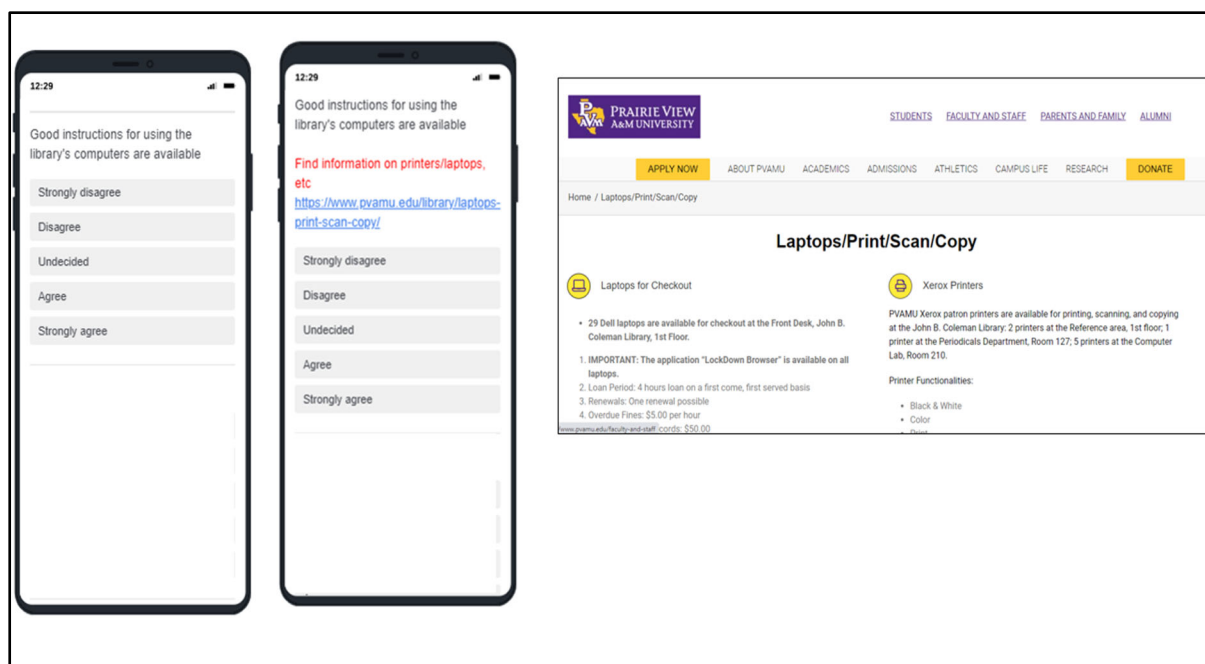 12:29
Good instructions for using the
library's computers are available
Strongly disagree
Disagree
Undecided
Agree
Strongly agree
12:29
Good instructions for using the
library's computers are available
Find information on printers/laptops,
etc
https://www.pvamu.edu/library/laptops-
print-scan-copy/
Strongly disagree
Disagree
Undecided
Agree
Strongly agree
PVAM
PRAIRIE VIEW
A&M UNIVERSITY
STUDENTS FACULTY AND STAFF PARENTS AND FAMILY ALUMNI
APPLY NOW ABOUT PVAMU ACADEMICS ADMISSIONS ATHLETICS CAMPUS LIFE RESEARCH DONATE
Home / Laptops/Print/Scan/Copy
Laptops/Print/Scan/Copy
Laptops for Checkout
• 29 Dell laptops are available for checkout at the Front Desk, John B.
Coleman Library, 1st Floor.
1. IMPORTANT: The application "LockDown Browser" is available on all
laptops.
2. Loan Period: 4 hours loan on a first come, first served basis
3. Renewals: One renewal possible
4. Overdue Fines: $5.00 per hour
www.pvamu.edu/faculty-and-staff cords: $50.00
Xerox Printers
PVAMU Xerox patron printers are available for printing, scanning, and copying
at the John B. Coleman Library: 2 printers at the Reference area, 1st floor; 1
printer at the Periodicals Department, Room 127; 5 printers at the Computer
Lab, Room 210.
Printer Functionalities:
• Black & White
• Color
• Print